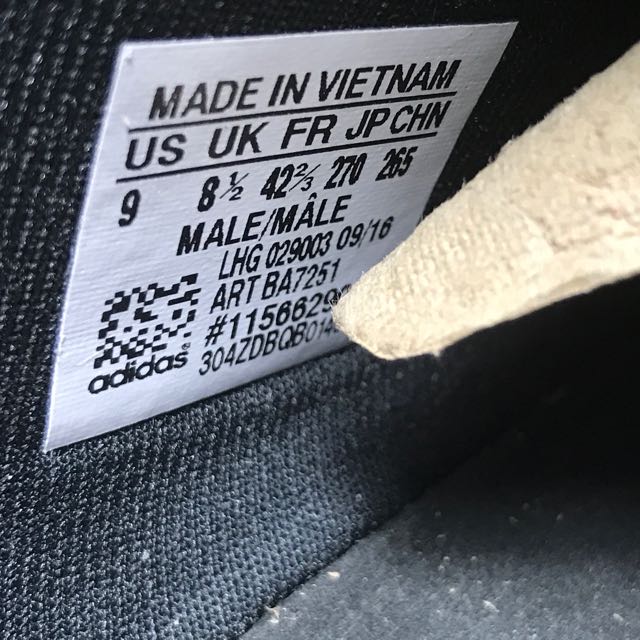 MADE IN VIETNAM
US UK FR JP CHN
9 8½ 42⅔ 270 265
MALE/MÂLE
LHG 029003 09/16
ART BA7251
adidas